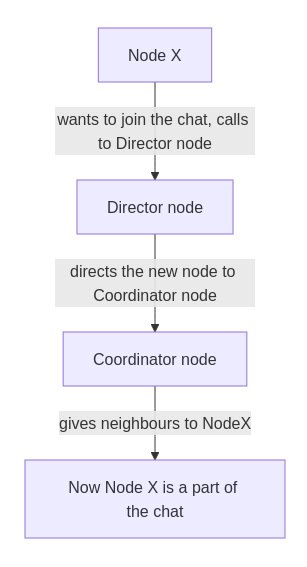 Node X
wants to join the chat, calls
to Director node
Director node
directs the new node to
Coordinator node
Coordinator node
gives neighbours to NodeX
Now Node X is a part of
the chat